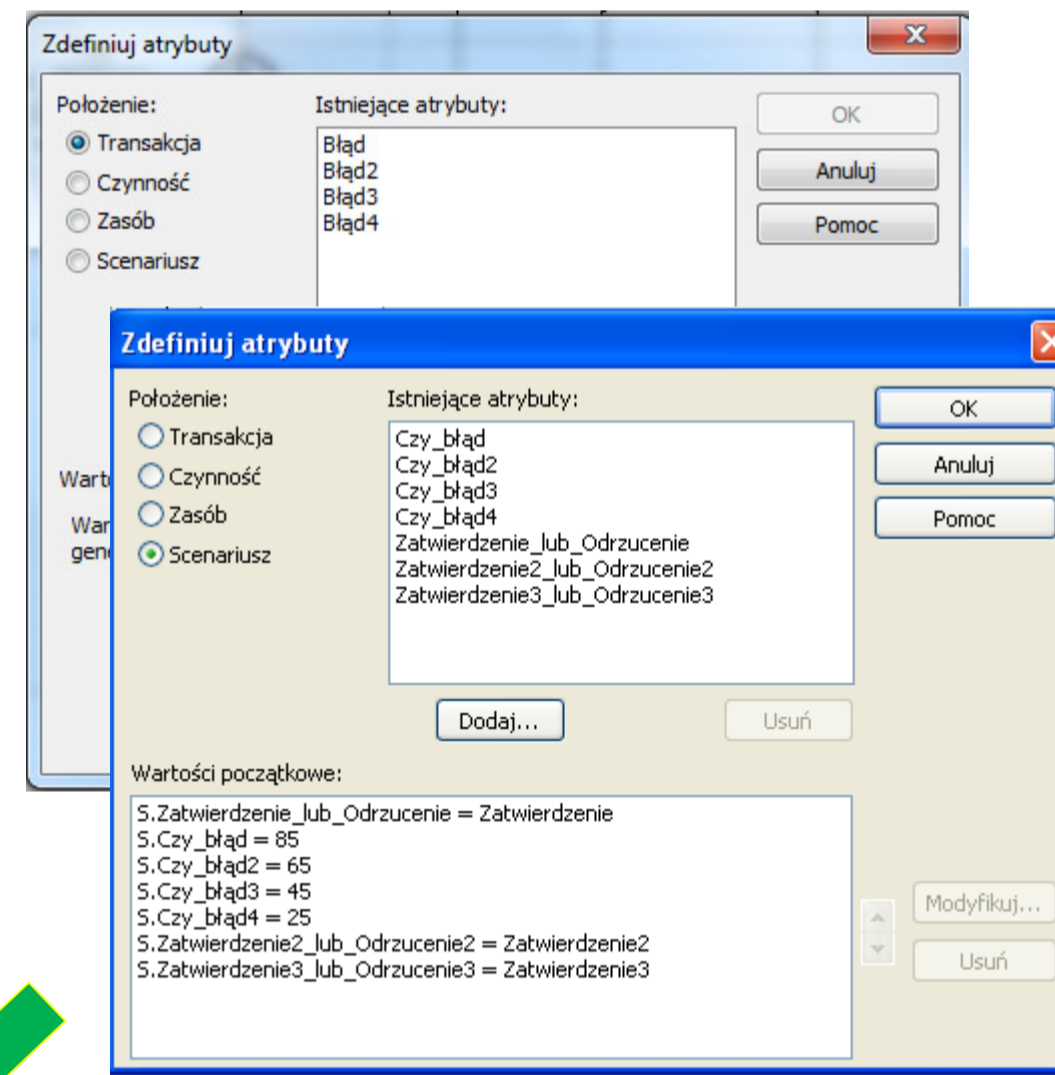 Zdefiniuj atrybuty
Położenie:
Transakcja
Czynność
Zasób
Scenariusz
Istniejące atrybuty:
Błąd
Błąd2
Błąd3
Błąd4
OK
Anuluj
Pomoc
Zdefiniuj atrybuty
Położenie:
Transakcja
Czynność
Zasób
Scenariusz
Istniejące atrybuty:
Czy_błąd
Czy_błąd2
Czy_błąd3
Czy_błąd4
Zatwierdzenie_lub_Odrzucenie
Zatwierdzenie2_lub_Odrzucenie2
Zatwierdzenie3_lub_Odrzucenie3
OK
Anuluj
Pomoc
Dodaj...
Usuń
Wartości początkowe:
S.Zatwierdzenie_lub_Odrzucenie = Zatwierdzenie
S.Czy_błąd = 85
S.Czy_błąd2 = 65
S.Czy_błąd3 = 45
S.Czy_błąd4 = 25
S.Zatwierdzenie2_lub_Odrzucenie2 = Zatwierdzenie2
S.Zatwierdzenie3_lub_Odrzucenie3 = Zatwierdzenie3
Modyfikuj...
Usuń